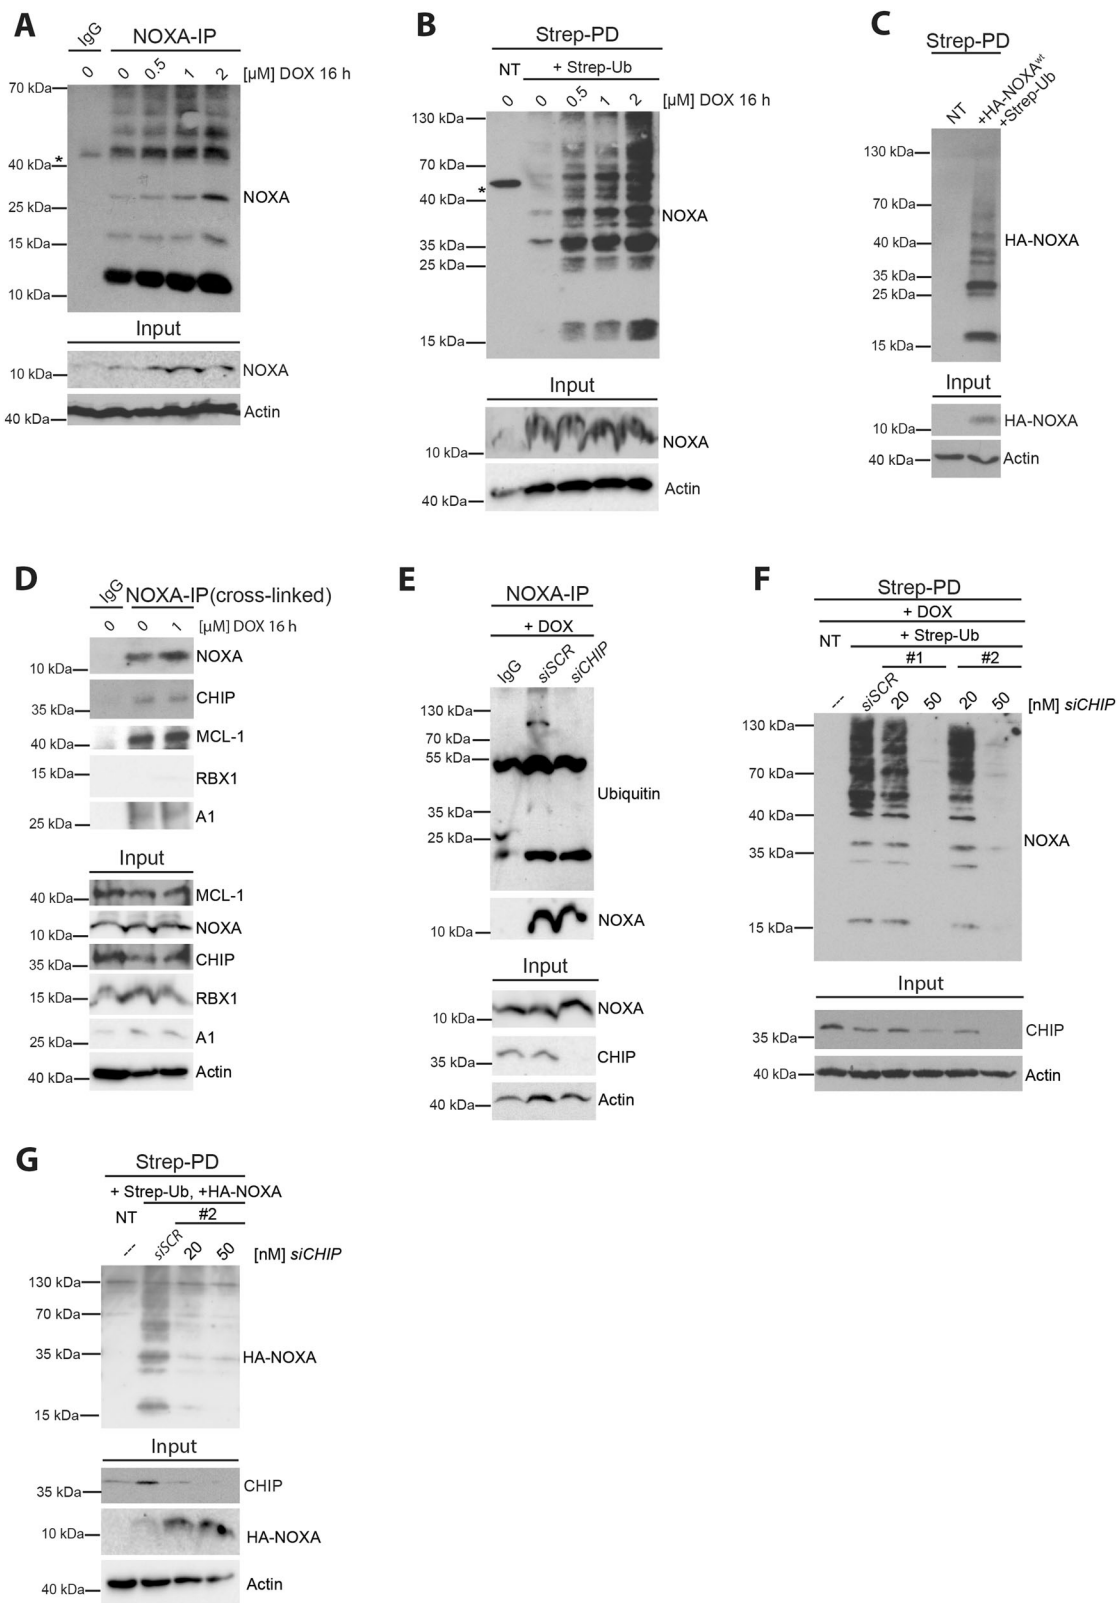 A
IgG NOXA-IP
0 0 0.5 1 2 [µM] DOX 16 h
70 kDa
*
40 kDa
25 kDa
NOXA
15 kDa
10 kDa
Input
10 kDa NOXA
40 kDa Actin
B
Strep-PD
NT + Strep-Ub
0 0 0.5 1 2 [µM] DOX 16 h
130 kDa
70 kDa
*
40 kDa
NOXA
35 kDa
25 kDa
15 kDa
Input
10 kDa NOXA
40 kDa Actin
C
Strep-PD
NT +HA-NOXAwt +Strep-Ub
130 kDa
70 kDa
40 kDa HA-NOXA
35 kDa
25 kDa
15 kDa
Input
10 kDa HA-NOXA
40 kDa Actin
D
IgG NOXA-IP(cross-linked)
0 0 1 [µM] DOX 16 h
10 kDa NOXA
35 kDa CHIP
40 kDa MCL-1
15 kDa RBX1
25 kDa A1
Input
40 kDa MCL-1
10 kDa NOXA
35 kDa CHIP
15 kDa RBX1
25 kDa A1
40 kDa Actin
E
NOXA-IP
+ DOX
IgG siSCR siCHIP
130 kDa
70 kDa
55 kDa
Ubiquitin
35 kDa
25 kDa
10 kDa NOXA
Input
10 kDa NOXA
35 kDa CHIP
40 kDa Actin
F
Strep-PD
+ DOX
NT + Strep-Ub
#1 #2
--- siSCR 20 50 20 50 [nM] siCHIP
130 kDa
70 kDa
40 kDa
NOXA
35 kDa
15 kDa
Input
35 kDa CHIP
40 kDa Actin
G
Strep-PD
+ Strep-Ub, +HA-NOXA
NT #2
--- siSCR 20 50 [nM] siCHIP
130 kDa
70 kDa
35 kDa HA-NOXA
15 kDa
Input
35 kDa CHIP
10 kDa HA-NOXA
40 kDa Actin